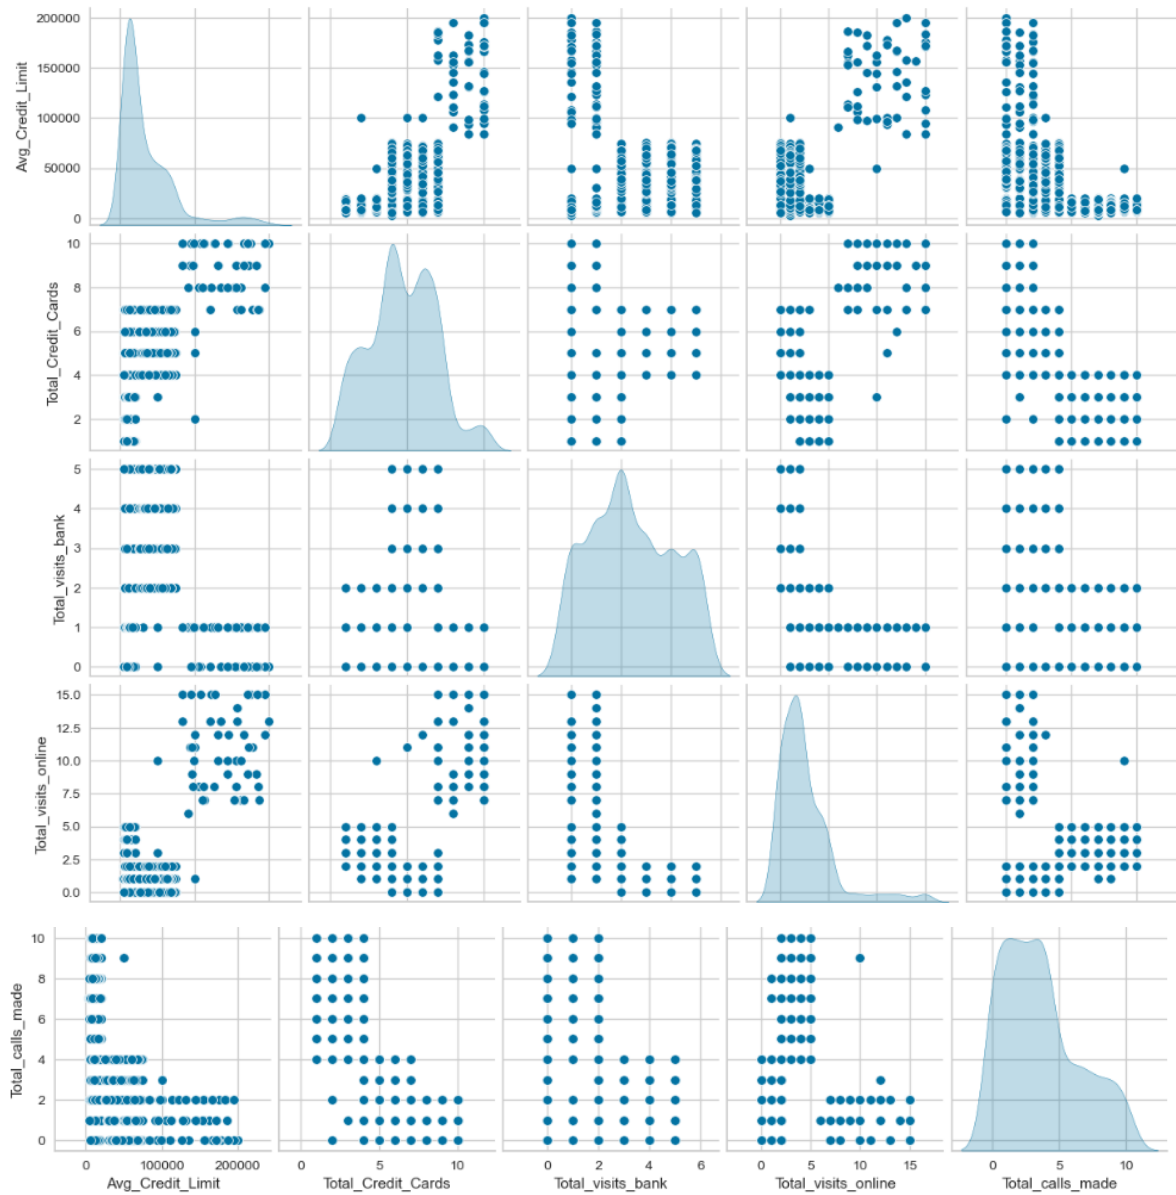 200000
150000
100000
50000
0
Avg_Credit_Limit
10
8
6
4
2
Total_Credit_Cards
5
4
3
2
1
0
Total_visits_bank
15.0
12.5
10.0
7.5
5.0
2.5
0.0
Total_visits_online
10
8
6
4
2
0
Total_calls_made
0 100000 200000
0 5 10
0 2 4 6
0 5 10 15
0 5 10
Avg_Credit_Limit
Total_Credit_Cards
Total_visits_bank
Total_visits_online
Total_calls_made